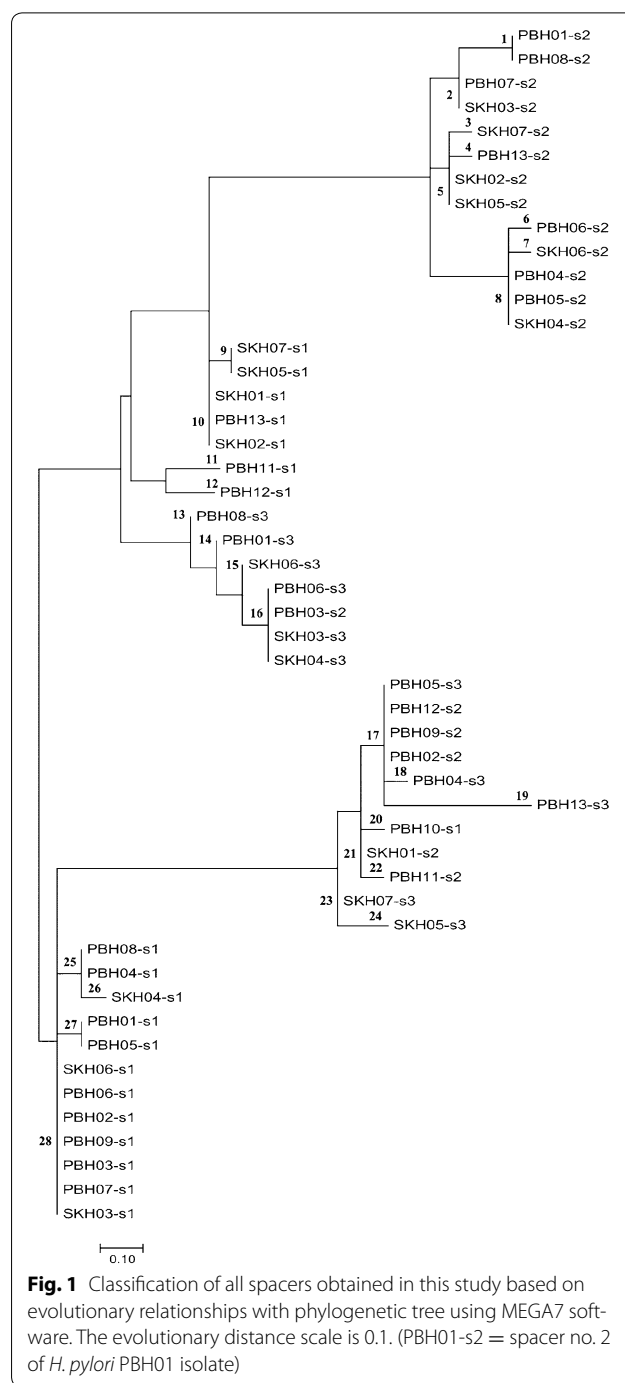 1 PBH01-s2
PBH08-s2
PBH07-s2
2
SKH03-s2
3 SKH07-s2
4 PBH13-s2
SKH02-s2
5
SKH05-s2
6 PBH06-s2
7 SKH06-s2
PBH04-s2
8 PBH05-s2
SKH04-s2
9 SKH07-s1
SKH05-s1
SKH01-s1
10 PBH13-s1
SKH02-s1
11 PBH11-s1
12 PBH12-s1
13 PBH08-s3
14 PBH01-s3
15 SKH06-s3
PBH06-s3
16 PBH03-s2
SKH03-s3
SKH04-s3
PBH05-s3
PBH12-s2
17 PBH09-s2
PBH02-s2
18 PBH04-s3
19 PBH13-s3
20 PBH10-s1
21 SKH01-s2
22 PBH11-s2
23 SKH07-s3
24 SKH05-s3
PBH08-s1
25 PBH04-s1
26 SKH04-s1
27 PBH01-s1
PBH05-s1
SKH06-s1
PBH06-s1
PBH02-s1
28 PBH09-s1
PBH03-s1
PBH07-s1
SKH03-s1
0.10
Fig. 1 Classification of all spacers obtained in this study based on
evolutionary relationships with phylogenetic tree using MEGA7 soft-
ware. The evolutionary distance scale is 0.1. (PBH01-s2 = spacer no. 2
of H. pylori PBH01 isolate)